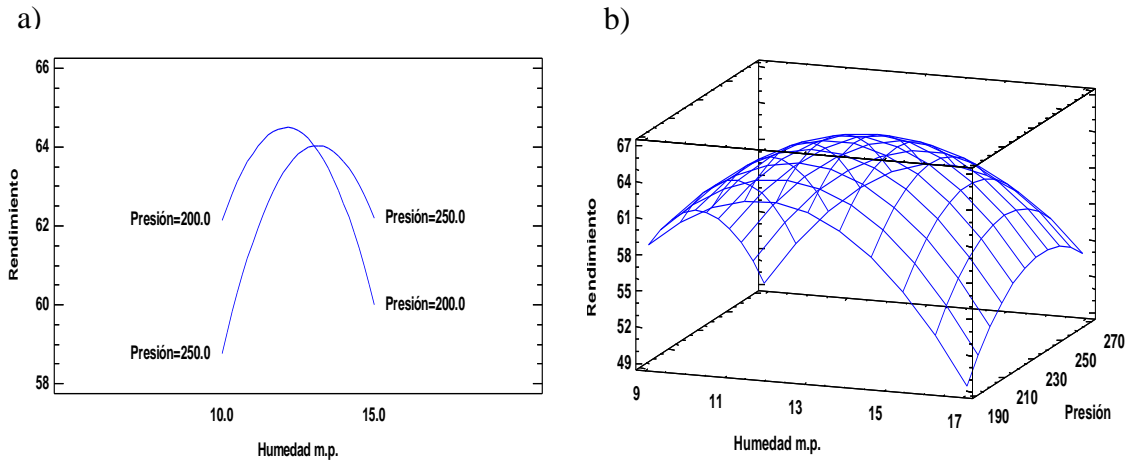 a)
66
64
62
60
58
Rendimiento
Presión=200.0
Presión=250.0
Presión=250.0
Presión=200.0
10.0
15.0
Humedad m.p.
b)
67
64
61
58
55
52
49
Rendimiento
9
11
13
15
17
Humedad m.p.
190
210
230
250
270
Presión